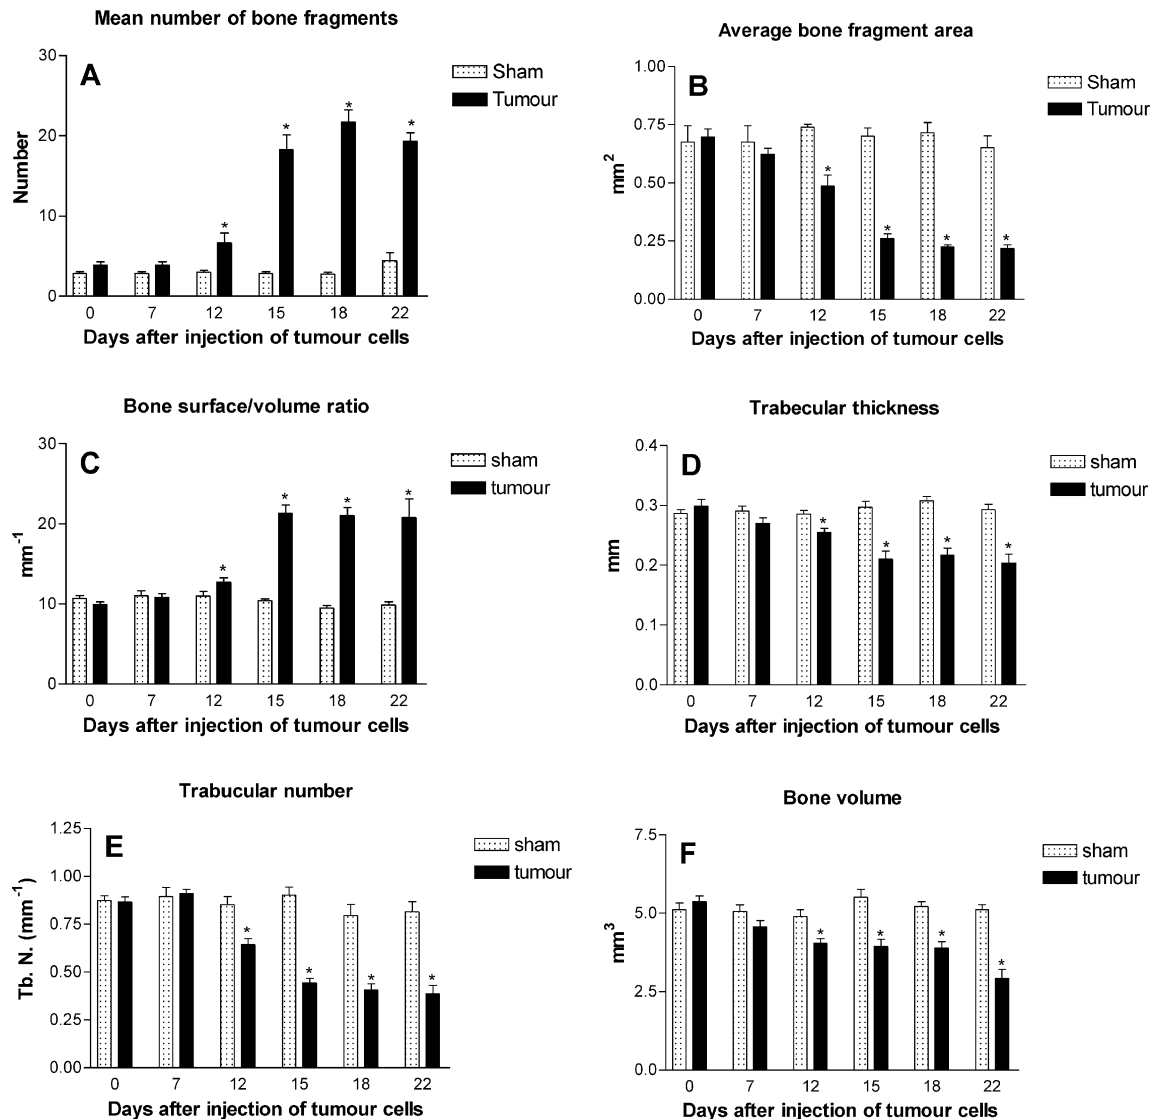 Mean number of bone fragments
30
20
10
0
Number
A
Sham
Tumour
*
*
*
*
0 7 12 15 18 22
Days after injection of tumour cells
Average bone fragment area
1.00
0.75
0.50
0.25
0.00
mm2
B
Sham
Tumour
*
*
*
*
0 7 12 15 18 22
Days after injection of tumour cells
Bone surface/volume ratio
30
20
10
0
mm-1
C
sham
tumour
*
*
*
*
0 7 12 15 18 22
Days after injection of tumour cells
Trabecular thickness
0.4
0.3
0.2
0.1
0.0
mm
D
sham
tumour
*
*
*
*
0 7 12 15 18 22
Days after injection of tumour cells
Trabucular number
1.25
1.00
0.75
0.50
0.25
0.00
Tb. N. (mm-1)
E
sham
tumour
*
*
*
*
0 7 12 15 18 22
Days after injection of tumour cells
Bone volume
7.5
5.0
2.5
0.0
mm3
F
sham
tumour
*
*
*
*
0 7 12 15 18 22
Days after injection of tumour cells